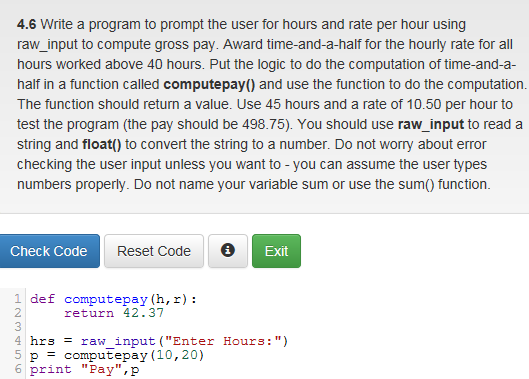 4.6 Write a program to prompt the user for hours and rate per hour using
raw_input to compute gross pay. Award time-and-a-half for the hourly rate for all
hours worked above 40 hours. Put the logic to do the computation of time-and-a-
half in a function called computepay() and use the function to do the computation.
The function should return a value. Use 45 hours and a rate of 10.50 per hour to
test the program (the pay should be 498.75). You should use raw_input to read a
string and float() to convert the string to a number. Do not worry about error
checking the user input unless you want to - you can assume the user types
numbers properly. Do not name your variable sum or use the sum() function.
Check Code Reset Code i Exit
1 def computepay(h,r):
2     return 42.37
3
4 hrs = raw_input("Enter Hours:")
5 p = computepay(10,20)
6 print "Pay",p